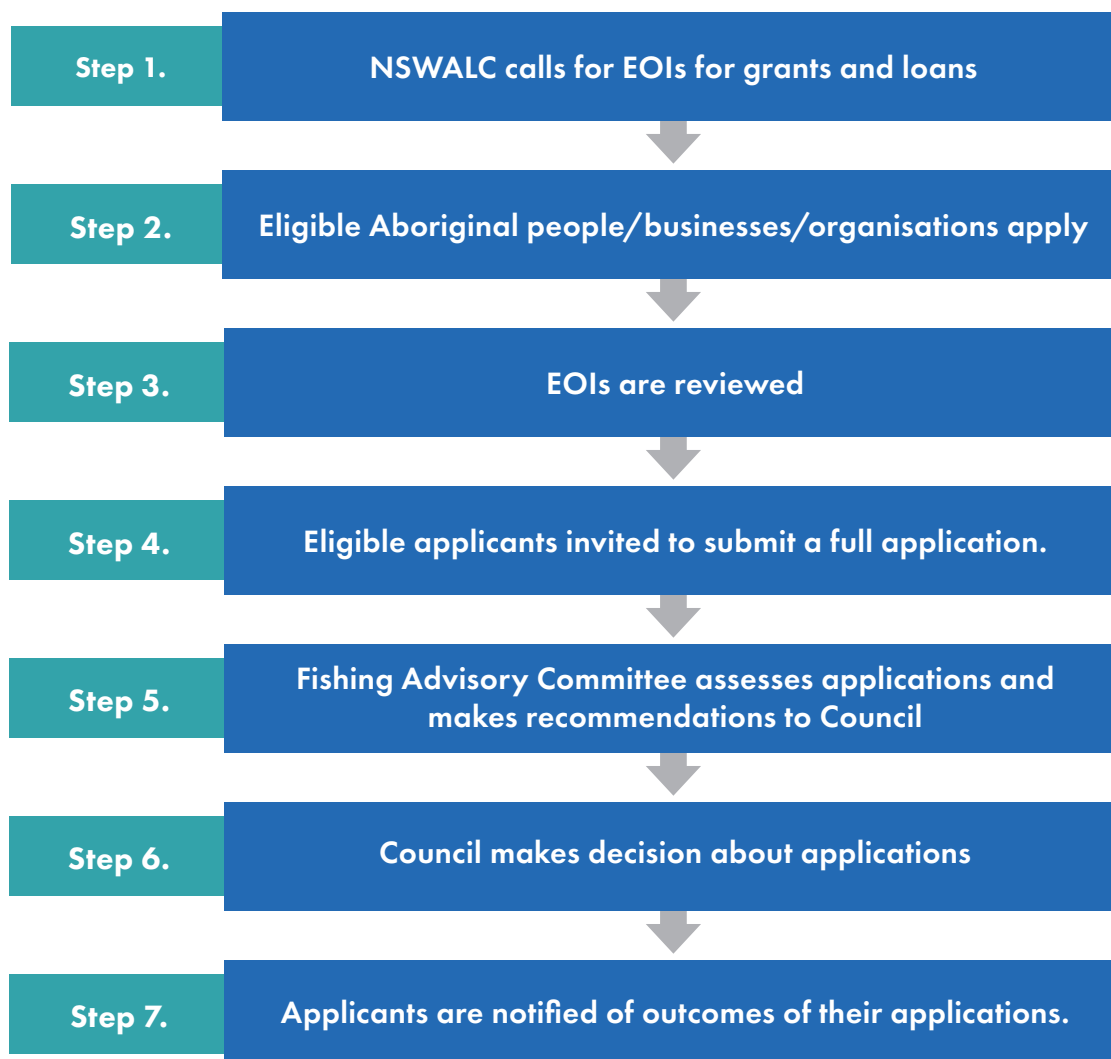 Step 1.
NSWALC calls for EOIs for grants and loans
Step 2.
Eligible Aboriginal people/businesses/organisations apply
Step 3.
EOIs are reviewed
Step 4.
Eligible applicants invited to submit a full application.
Step 5.
Fishing Advisory Committee assesses applications and
makes recommendations to Council
Step 6.
Council makes decision about applications
Step 7.
Applicants are notified of outcomes of their applications.